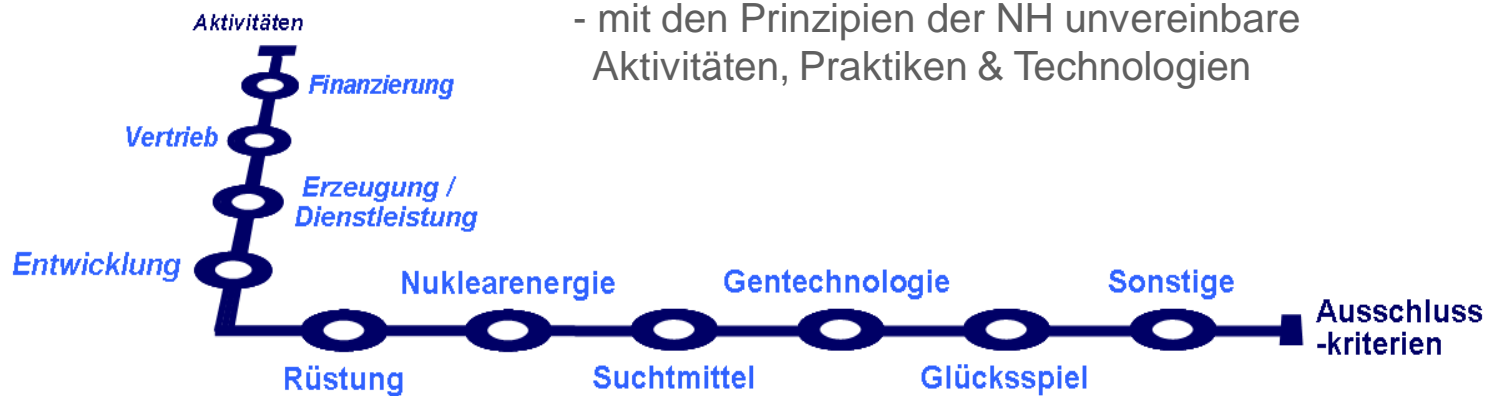 Aktivitäten
- mit den Prinzipien der NH unvereinbare
Aktivitäten, Praktiken & Technologien
Finanzierung
Vertrieb
Erzeugung /
Dienstleistung
Entwicklung
Nuklearenergie
Gentechnologie
Sonstige
Ausschluss
-kriterien
Rüstung
Suchtmittel
Glücksspiel